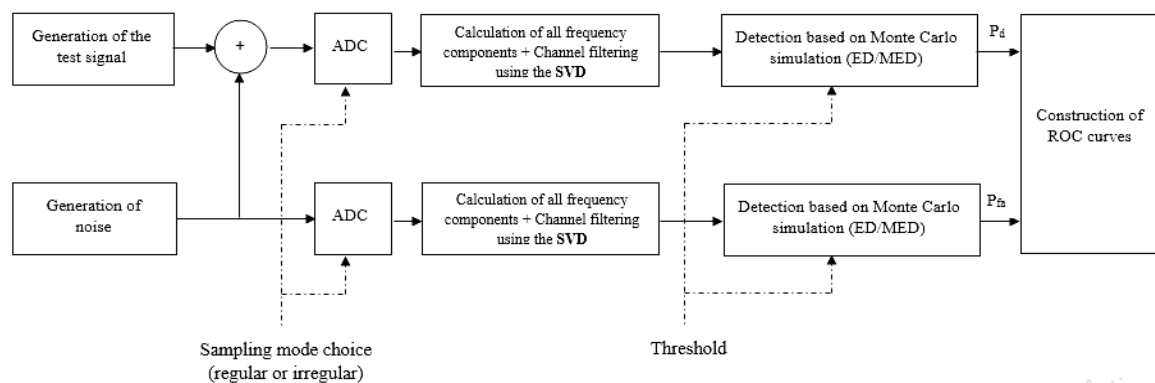 Generation of the
test signal
+
ADC
Calculation of all frequency
components + Channel filtering
using the SVD
Detection based on Monte Carlo
simulation (ED/MED)
Pd
Construction of
ROC curves
Generation of
noise
ADC
Calculation of all frequency
components + Channel filtering
using the SVD
Detection based on Monte Carlo
simulation (ED/MED)
Pfa
Sampling mode choice
(regular or irregular)
Threshold